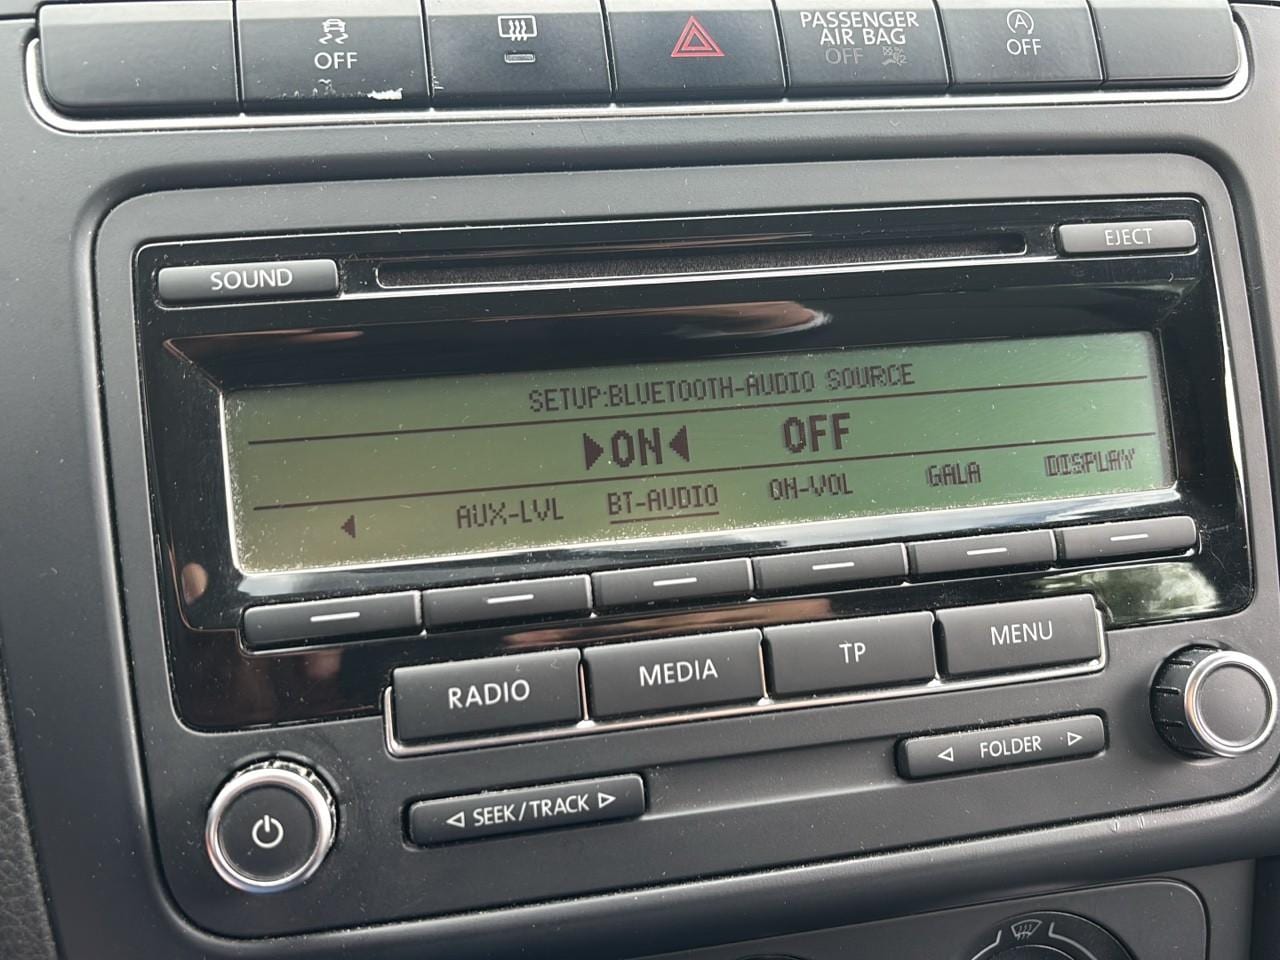 OFF
PASSENGER
AIR BAG
OFF
OFF
SOUND
EJECT
SETUP:BLUETOOTH-AUDIO SOURCE
ON OFF
AUX-LVL BT-AUDIO ON-VOL GALA DISPLAY
RADIO MEDIA TP MENU
SEEK/TRACK
FOLDER